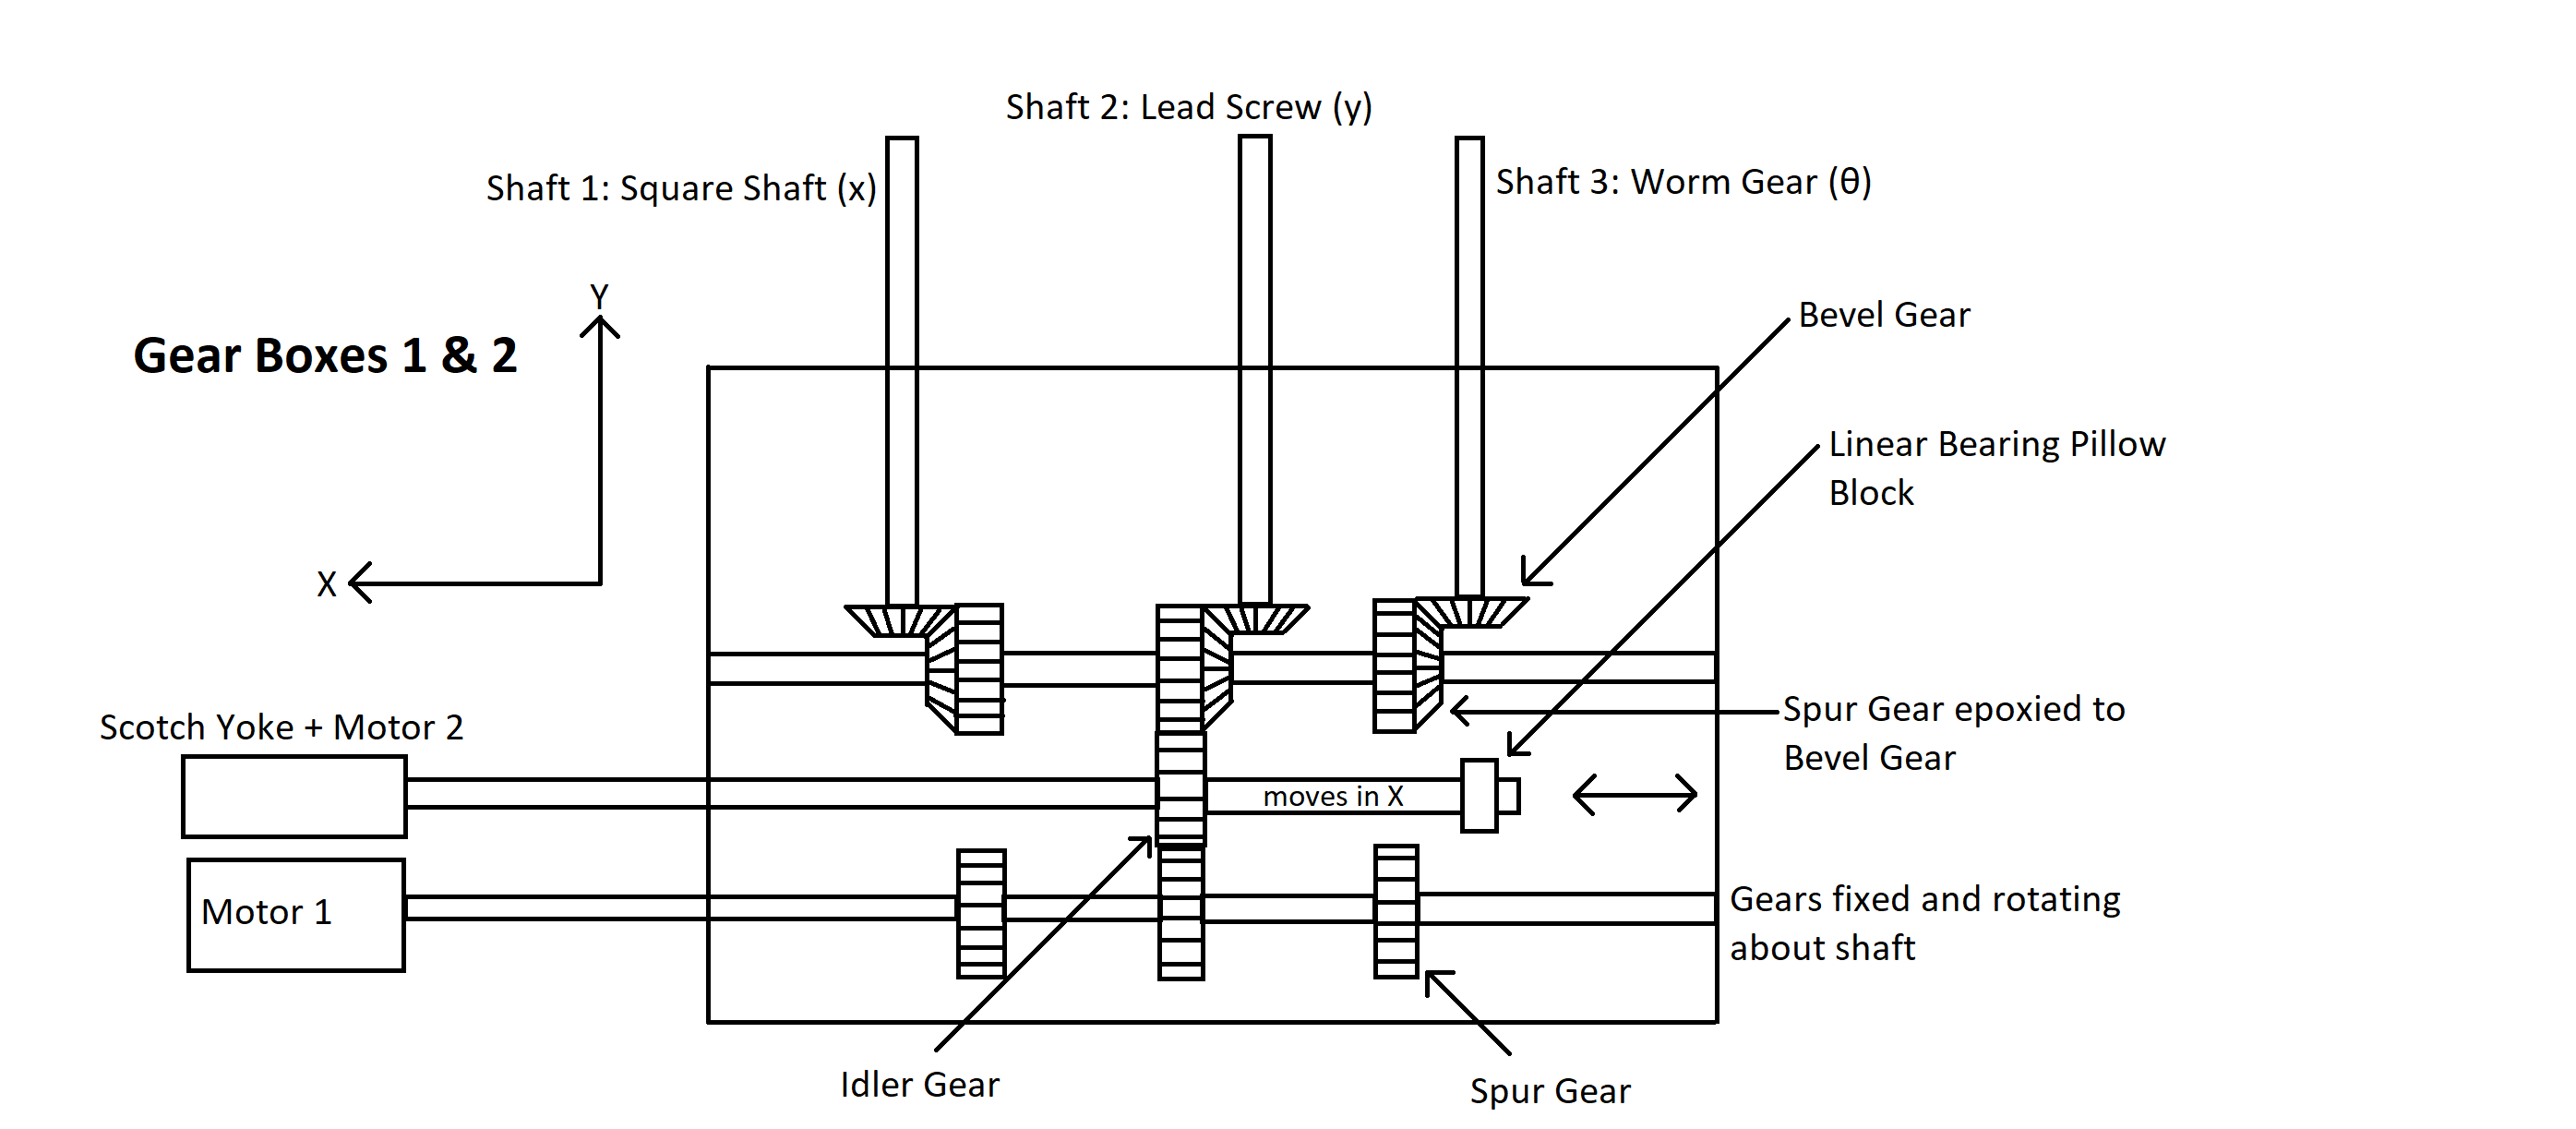 Shaft 2: Lead Screw (y)
Shaft 1: Square Shaft (x)
Shaft 3: Worm Gear (θ)
Y
Bevel Gear
Gear Boxes 1 & 2
Linear Bearing Pillow
Block
X
Spur Gear epoxied to
Bevel Gear
Scotch Yoke + Motor 2
moves in X
Motor 1
Gears fixed and rotating
about shaft
Idler Gear
Spur Gear